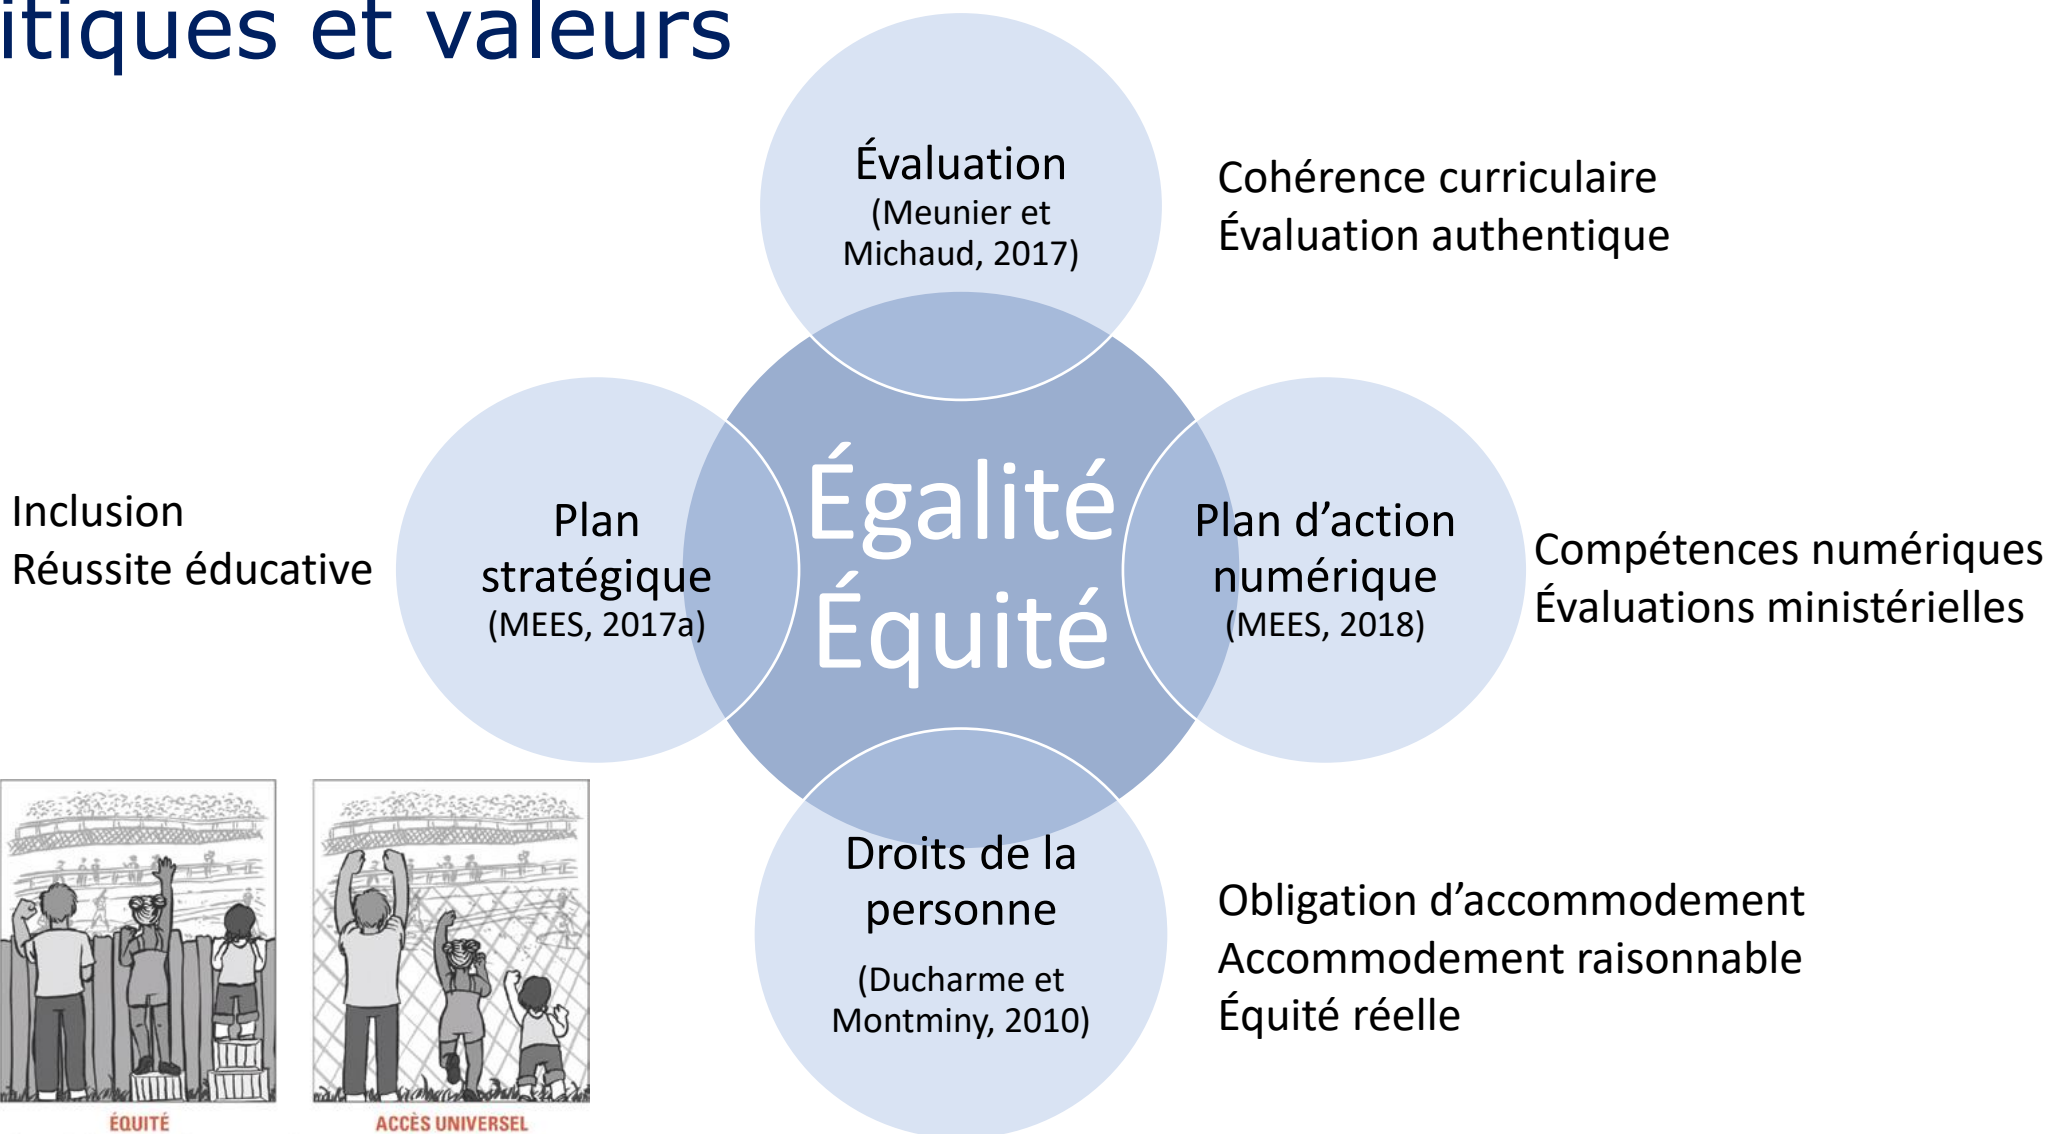 itiques et valeurs
Évaluation
(Meunier et
Michaud, 2017)
Cohérence curriculaire
Évaluation authentique
Inclusion
Réussite éducative
Plan
stratégique
(MEES, 2017a)
Égalité
Équité
Plan d’action
numérique
(MEES, 2018)
Compétences numériques
Évaluations ministérielles
Droits de la
personne
(Ducharme et
Montminy, 2010)
Obligation d’accommodement
Accommodement raisonnable
Équité réelle
ÉQUITÉ
ACCÈS UNIVERSEL